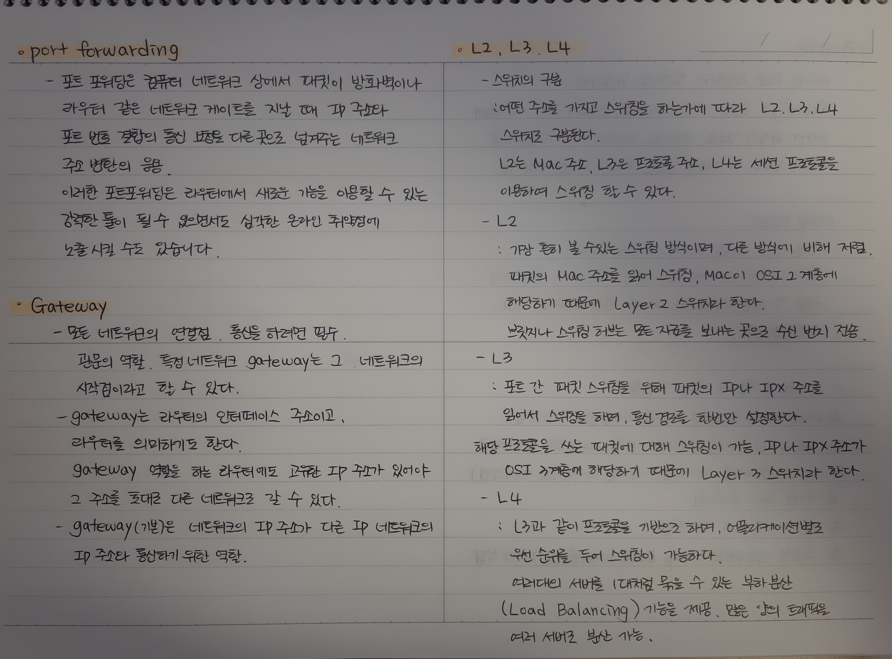 port forwarding
- 포트 포워딩은 컴퓨터 네트워크 상에서 패킷이 방화벽이나
라우터 같은 네트워크 게이트를 지날 때 IP 주소와
포트 번호 결합의 통신 요청을 다른 곳으로 넘겨주는 네트워크
주소 변환의 응용.
이러한 포트포워딩은 라우터에서 새로운 기능을 이용할 수 있는
강력한 툴이 될 수 있으면서도 심각한 온라인 취약점에
노출시킬 수도 있습니다.
Gateway
- 모든 네트워크의 연결점. 통신을 하려면 필수.
관문의 역할. 특정 네트워크 gateway는 그 네트워크의
시작점이라고 할 수 있다.
- gateway는 라우터의 인터페이스 주소이고,
라우터를 의미하기도 한다.
gateway 역할을 하는 라우터에도 고유한 IP 주소가 있어야
그 주소를 토대로 다른 네트워크로 갈 수 있다.
- gateway(기본)은 네트워크의 IP 주소가 다른 IP 네트워크의
IP 주소와 통신하기 위한 역할.
L2, L3, L4
- 스위치의 구분
: 어떤 주소를 가지고 스위칭을 하는가에 따라 L2, L3, L4
스위치로 구분된다.
L2는 Mac 주소, L3은 프로토콜 주소, L4는 세션 프로토콜을
이용하여 스위칭 할 수 있다.
- L2
: 가장 흔히 볼 수있는 스위칭 방식이며, 다른 방식에 비해 저렴.
패킷의 Mac 주소를 읽어 스위칭, Mac이 OSI 2계층에
해당하기 때문에 Layer 2 스위치라 한다.
브릿지나 스위칭 허브는 모든 자료를 보내는 곳으로 수신 번지 전송.
- L3
: 포트 간 패킷 스위칭을 위해 패킷의 IP나 IPX 주소를
읽어서 스위칭을 하며, 통신 경로를 한번만 설정한다.
해당 프로토콜을 쓰는 패킷에 대해 스위칭이 가능, IP나 IPX 주소가
OSI 3계층에 해당하기 때문에 Layer 3 스위치라 한다.
- L4
: L3과 같이 프로토콜을 기반으로 하며, 어플리케이션별로
우선 순위를 두어 스위칭이 가능하다.
여러대의 서버를 1대처럼 묶을 수 있는 부하 분산
(Load Balancing) 기능을 제공. 많은 양의 트래픽을
여러 서버로 분산 가능.